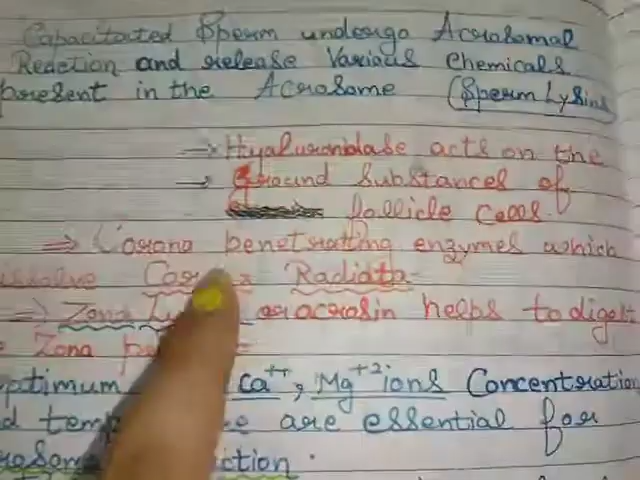 Capacitated Sperm undergo Acrosomal
Reaction and release Various Chemicals
present in the Acrosome (Sperm Lysins
→ Hyaluronidase acts on the
→ Ground Substances of
follicle Cells.
⇒ Corona penetrating enzymes which
Radiata
⇒ Zona or acrosin helps to digest
Zona
Ca++, Mg+2 ions Concentration
are essential for